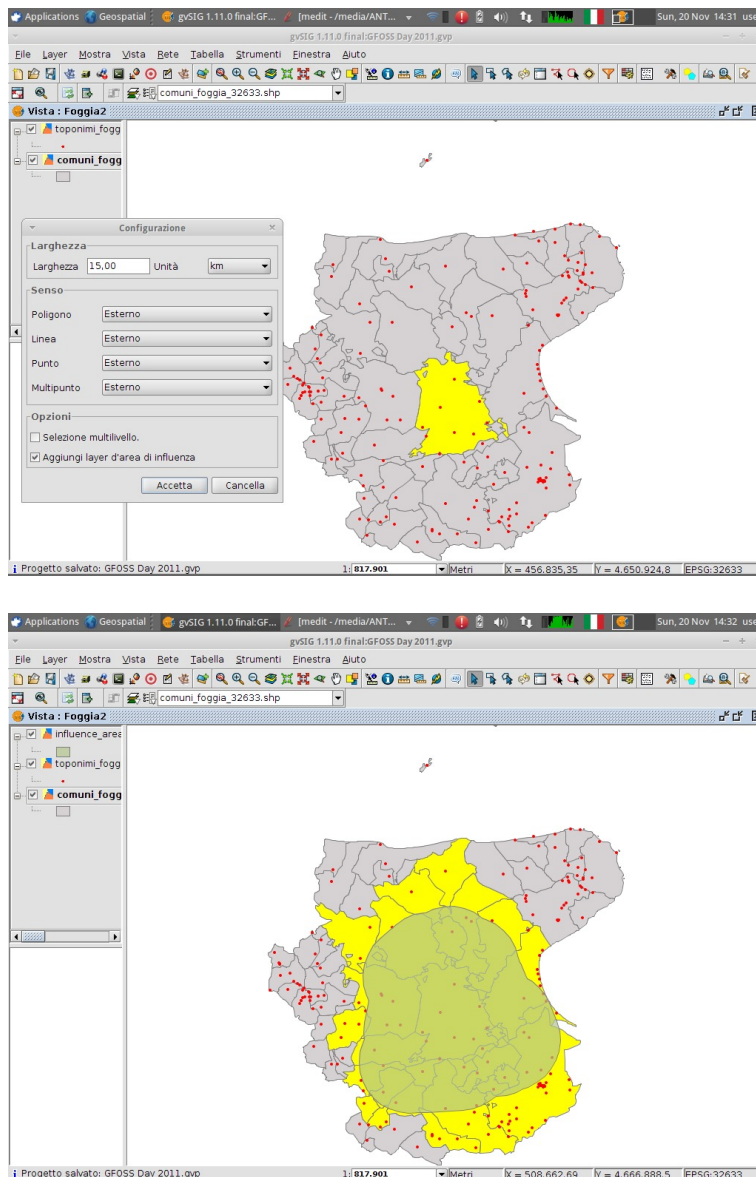 Applications Geospatial gvSIG 1.11.0 final:GF... [medit - /media/ANT... Sun, 20 Nov 14:31 use
gvSIG 1.11.0 final:GFOSS Day 2011.gvp
File Layer Mostra Vista Rete Tabella Strumenti Finestra Aiuto
comuni_foggia_32633.shp
Vista : Foggia2
toponimi_fogg
comuni_fogg
Configurazione
Larghezza
Larghezza 15,00 Unità km
Senso
Poligono Esterno
Linea Esterno
Punto Esterno
Multipunto Esterno
Opzioni
Selezione multilivello.
Aggiungi layer d'area di influenza
Accetta Cancella
Progetto salvato: GFOSS Day 2011.gvp 1: 817.901 Metri X = 456.835,35 Y = 4.650.924,8 EPSG:32633
Applications Geospatial gvSIG 1.11.0 final:GF... [medit - /media/ANT... Sun, 20 Nov 14:32 use
gvSIG 1.11.0 final:GFOSS Day 2011.gvp
File Layer Mostra Vista Rete Tabella Strumenti Finestra Aiuto
comuni_foggia_32633.shp
Vista : Foggia2
influence_area
toponimi_fogg
comuni_fogg
Progetto salvato: GFOSS Day 2011.gvp 1: 817.901 Metri X = 508.662,69 Y = 4.666.888,5 EPSG:32633